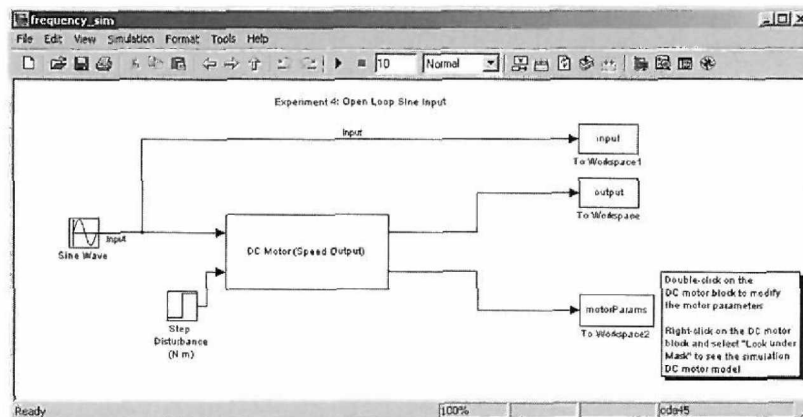 frequency_sim
File Edit View Simulation Format Tools Help
10 Normal
Experiment 4: Open Loop Sine Input
Input
input
To Workspace1
output
To Workspace
Input
Sine Wave
DC Motor(Speed Output)
Step
Disturbance
(N m)
motorParams
To Workspace2
Double-click on the
DC motor block to modify
the motor parameters
Right-click on the DC motor
block and select "Look under
Mask" to see the simulation
DC motor model
Ready 100% ode45